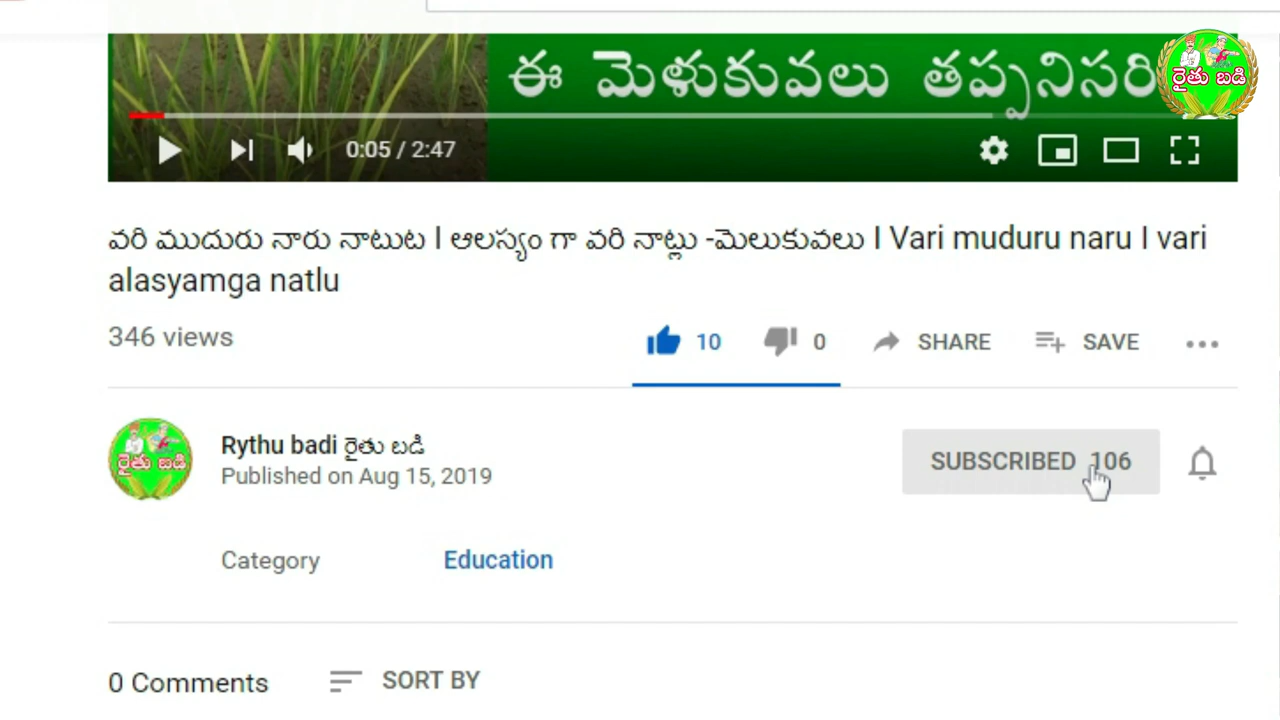 ఈ మెళుకువలు తప్పనిసరి
రైతు బడి
0:05 / 2:47
వరి ముదురు నారు నాటుట l ఆలస్యం గా వరి నాట్లు -మెలుకువలు l Vari muduru naru l vari
alasyamga natlu
346 views
10
0
SHARE
SAVE
రైతు బడి
Rythu badi రైతు బడి
Published on Aug 15, 2019
SUBSCRIBED 106
Category
Education
0 Comments
SORT BY